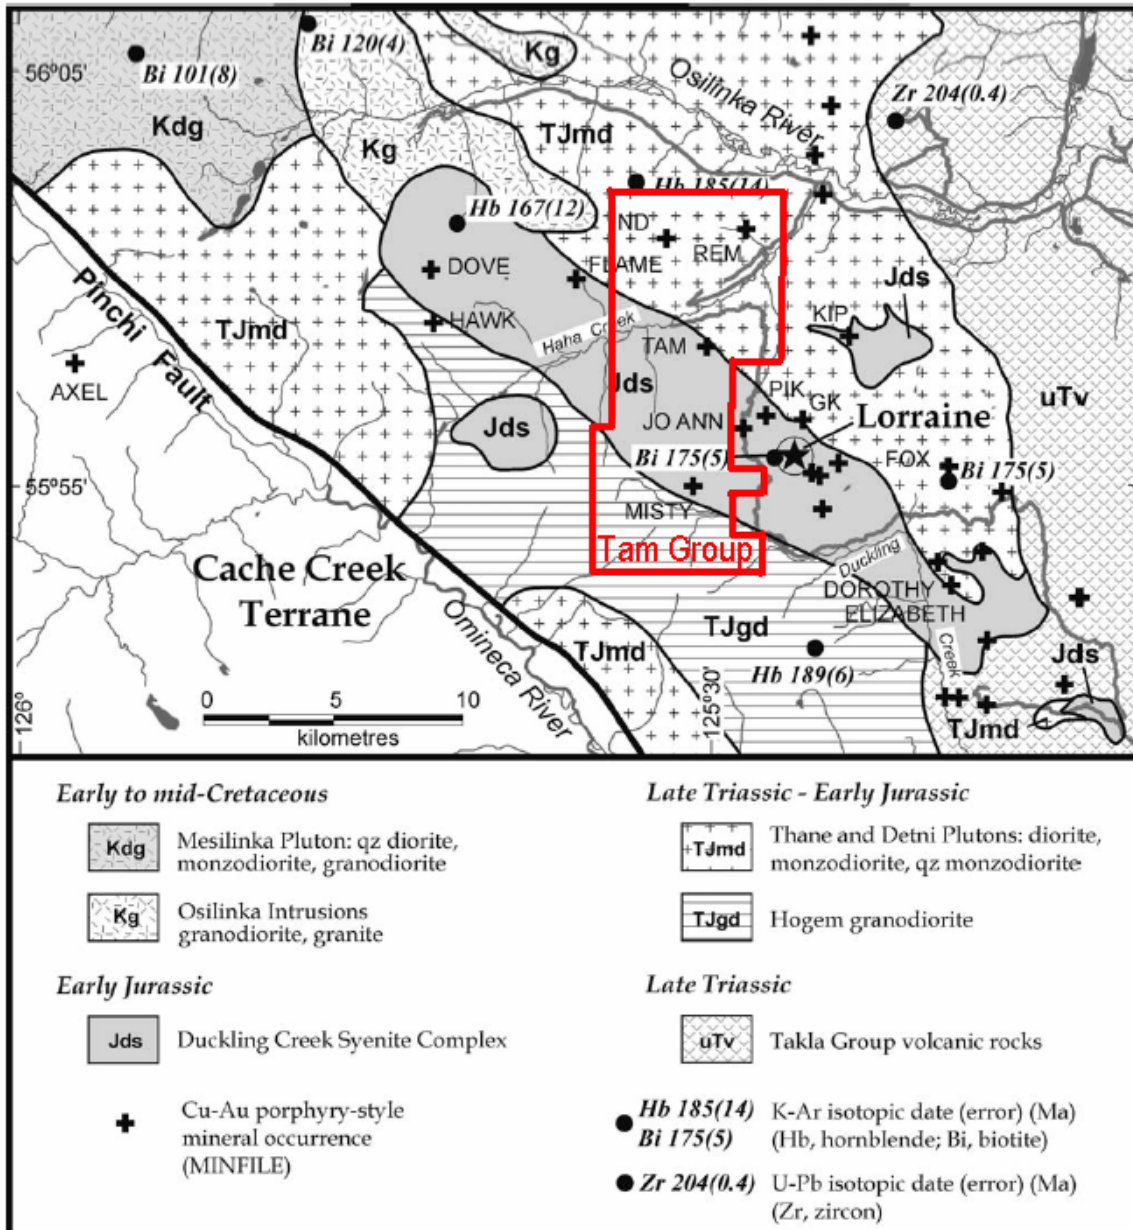 56°05'
Bi 101(8)
Bi 120(4)
Kdg
Kg
Kg
Osilinka River
Zr 204(0.4)
TJmd
Hb 185(14)
Hb 167(12)
ND
REM
DOVE
FLAME
Jds
HAWK
Haha Creek
KIP
Pinchi Fault
TJmd
TAM
AXEL
Jds
PIK
GK
uTv
Jds
JO ANN
Lorraine
Bi 175(5)
FOX
Bi 175(5)
55°55'
MISTY
Tam Group
Duckling
Creek
Cache Creek
Terrane
DOROTHY
ELIZABETH
Omineca River
TJmd
TJgd
Hb 189(6)
Jds
TJmd
126°
125°30'
0 5 10
kilometres
Early to mid-Cretaceous
Kdg Mesilinka Pluton: qz diorite,
monzodiorite, granodiorite
Kg Osilinka Intrusions
granodiorite, granite
Early Jurassic
Jds Duckling Creek Syenite Complex
Cu-Au porphyry-style
mineral occurrence
(MINFILE)
Late Triassic - Early Jurassic
TJmd Thane and Detni Plutons: diorite,
monzodiorite, qz monzodiorite
TJgd Hogem granodiorite
Late Triassic
uTv Takla Group volcanic rocks
Hb 185(14) K-Ar isotopic date (error) (Ma)
Bi 175(5) (Hb, hornblende; Bi, biotite)
Zr 204(0.4) U-Pb isotopic date (error) (Ma)
(Zr, zircon)